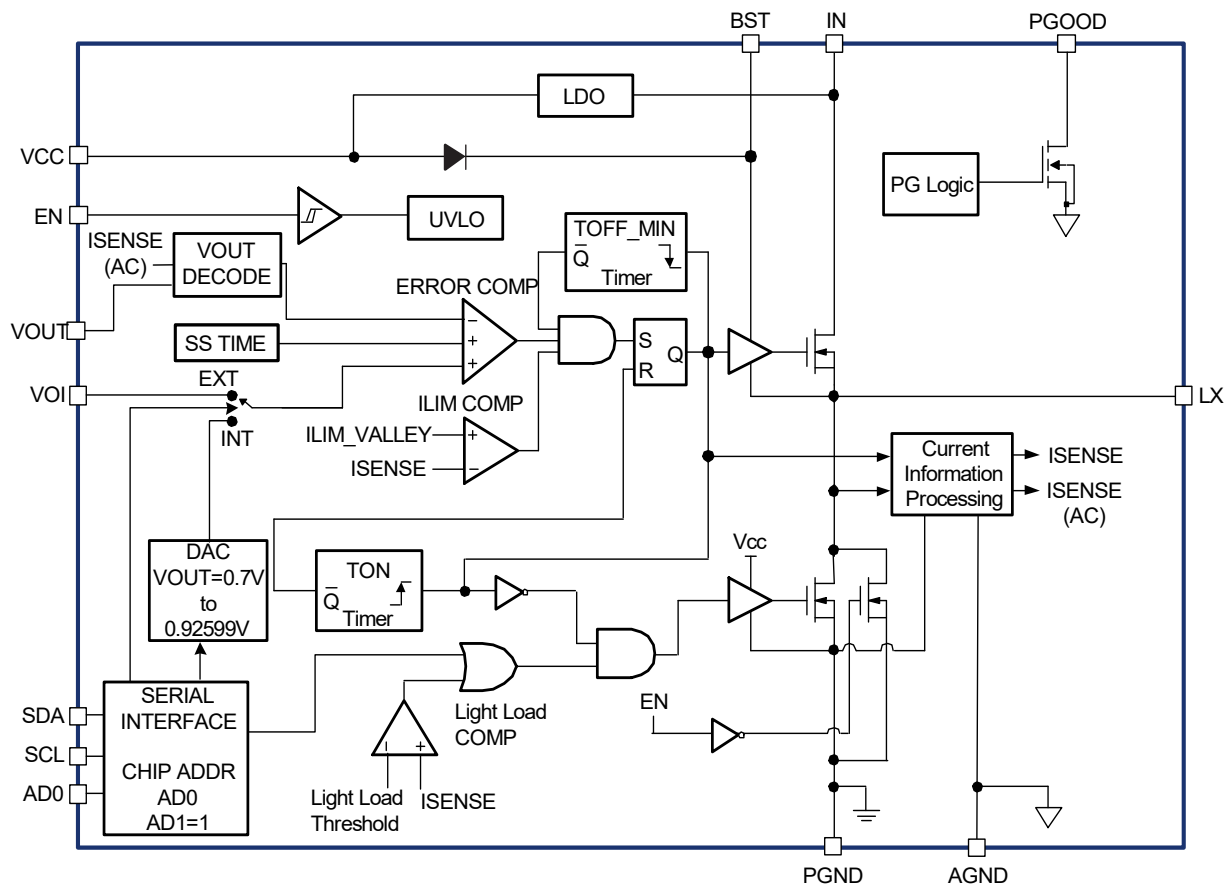 BST
IN
PGOOD
LDO
VCC
PG Logic
EN
UVLO
ISENSE
(AC)
VOUT
DECODE
TOFF_MIN
Q
Timer
ERROR COMP
VOUT
SS TIME
−
+
+
S
R
Q
VOI
EXT
INT
LX
ILIM COMP
ILIM_VALLEY
+
ISENSE
−
Current
Information
Processing
ISENSE
ISENSE
(AC)
DAC
VOUT=0.7V
to
0.92599V
TON
Q
Timer
Vcc
SERIAL
INTERFACE
CHIP ADDR
AD0
AD1=1
SDA
SCL
AD0
Light Load
COMP
EN
−
+
Light Load
Threshold
ISENSE
PGND
AGND